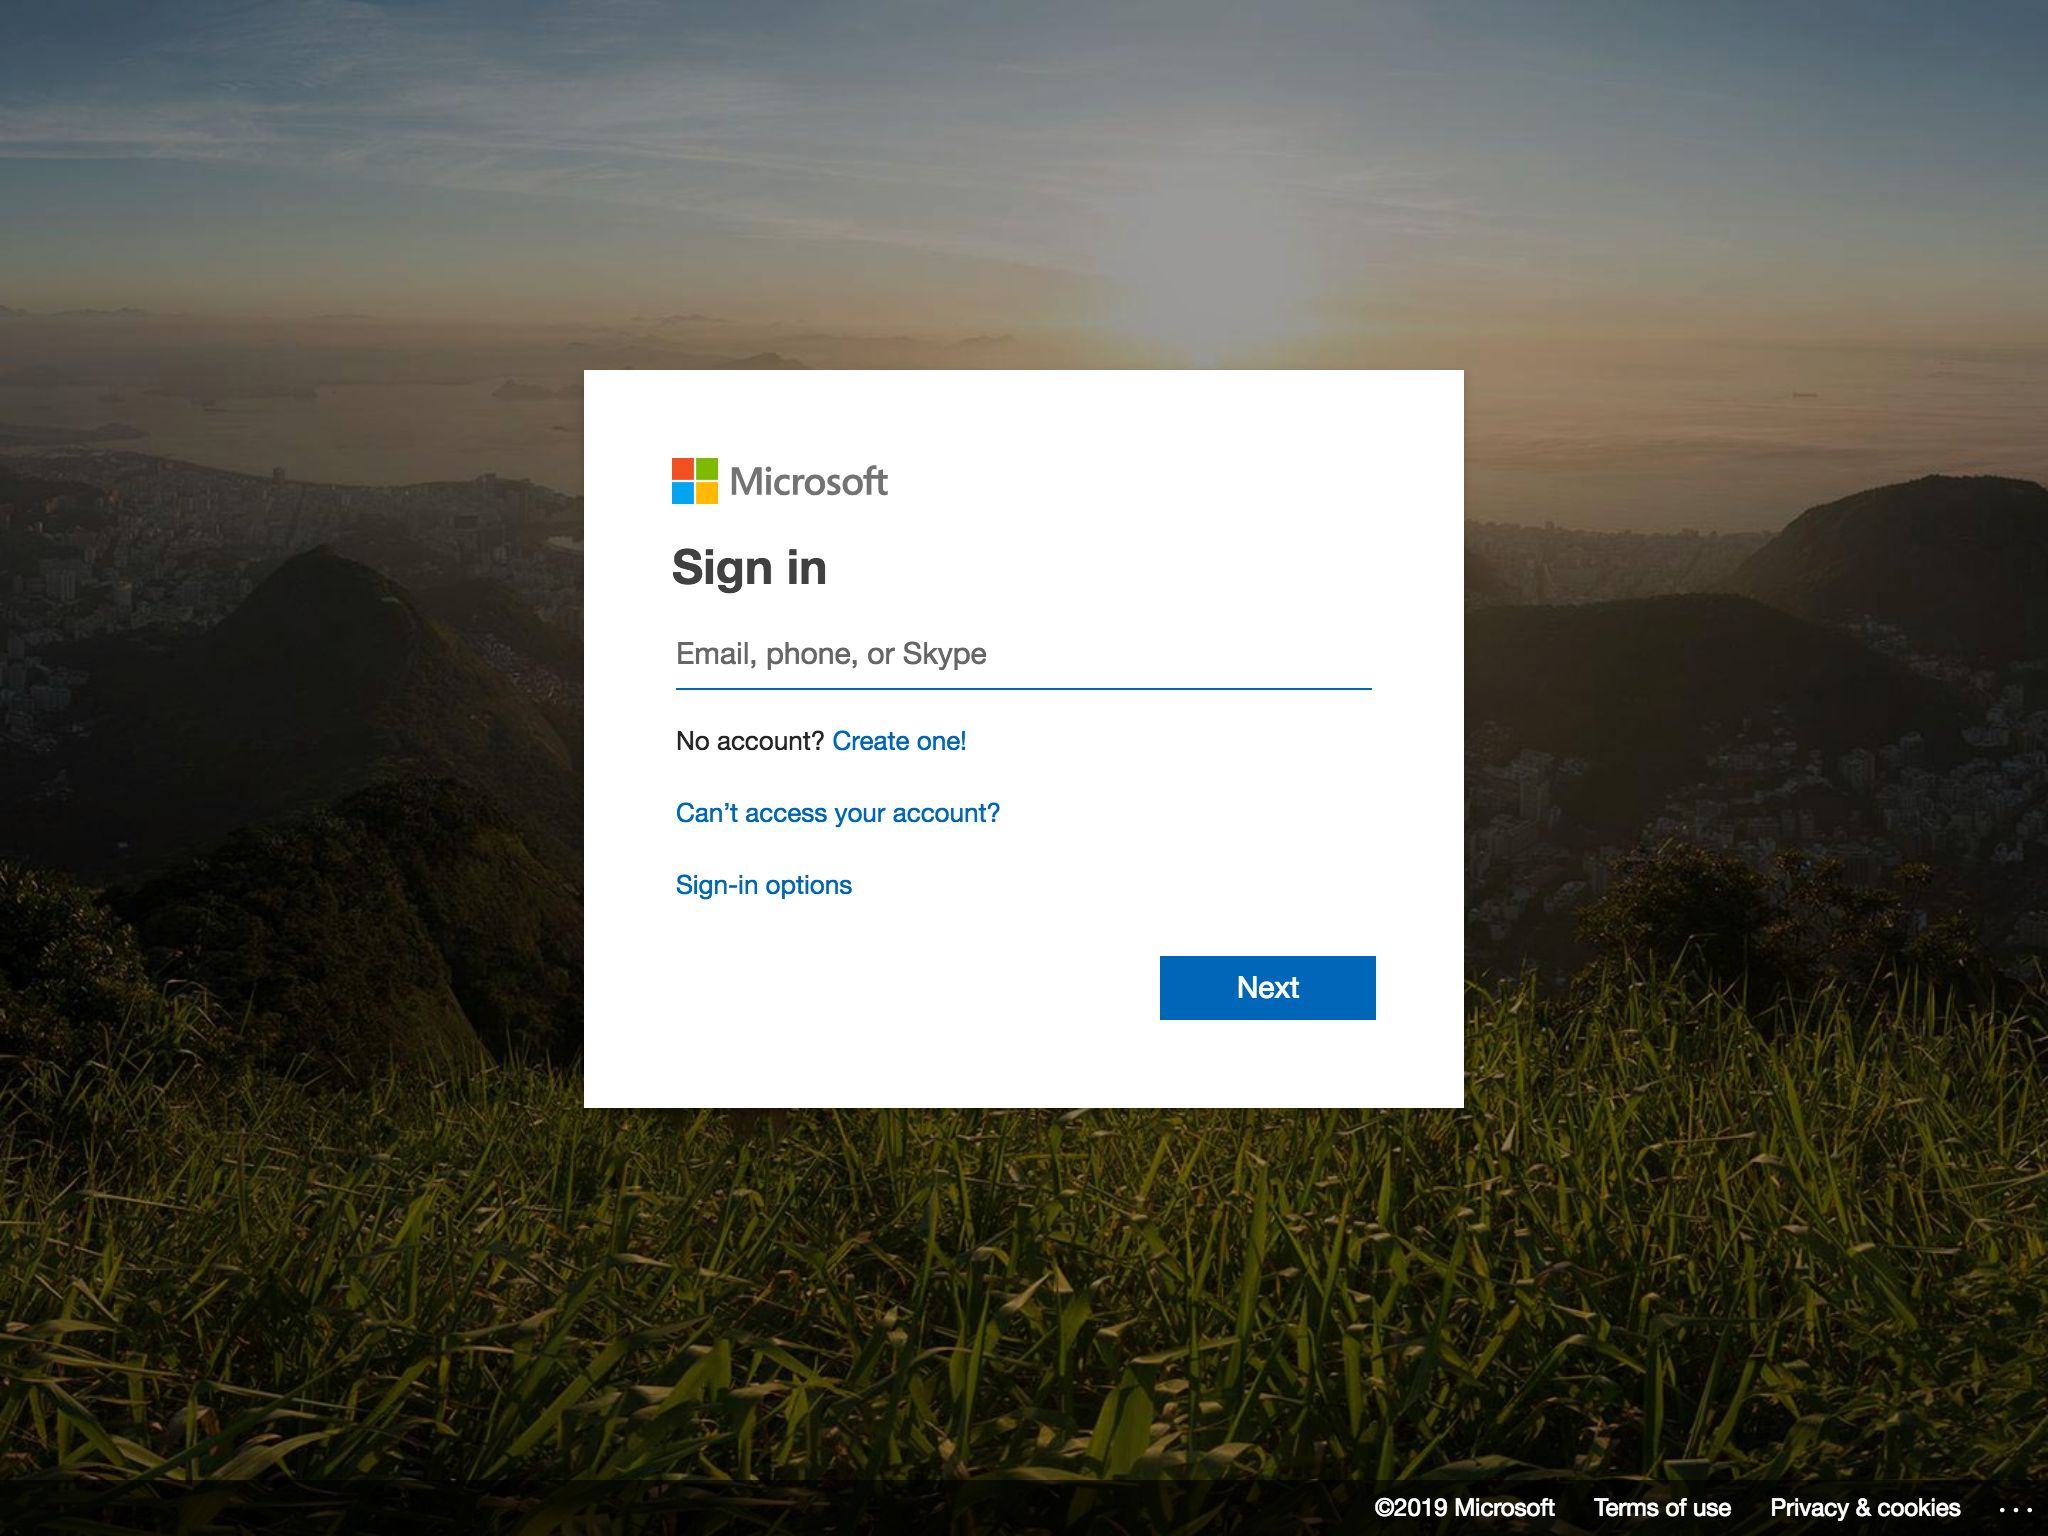 Microsoft
Sign in
Email, phone, or Skype
No account? Create one!
Can’t access your account?
Sign-in options
Next
©2019 Microsoft Terms of use Privacy & cookies ...